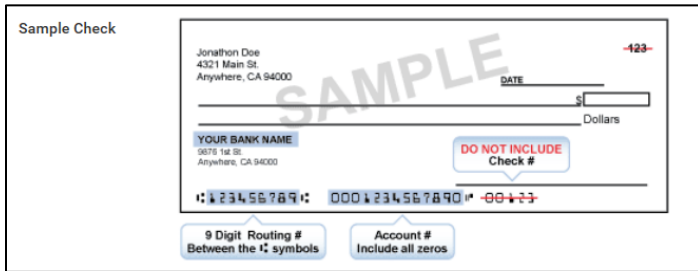 Sample Check
Jonathon Doe
4321 Main St.
Anywhere, CA 94000
123
SAMPLE
DATE
$
Dollars
YOUR BANK NAME
9876 1st St.
Anywhere, CA 94000
DO NOT INCLUDE
Check #
⑆123456789⑆ 0001234567890⑈ 00123
9 Digit Routing #
Between the ⑆ symbols
Account #
Include all zeros